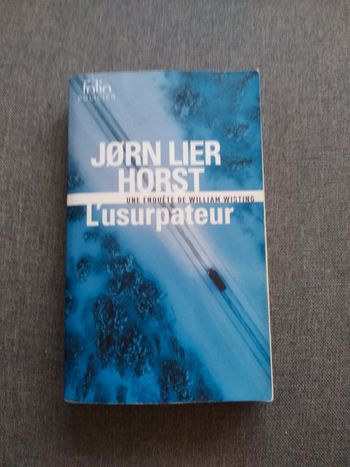 folio
POLICIER
JØRN LIER
HORST
UNE ENQUÊTE DE WILLIAM WISTING
L'usurpateur